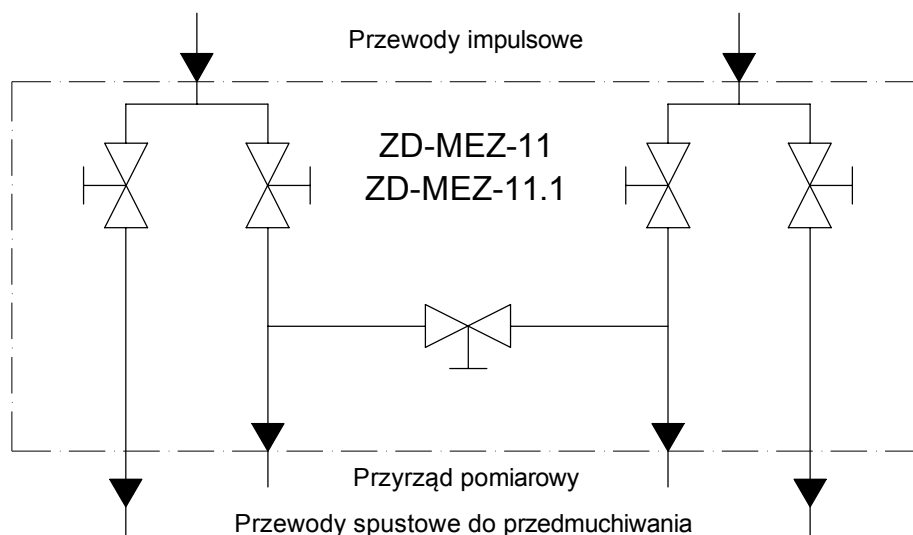 Przewody impulsowe
ZD-MEZ-11
ZD-MEZ-11.1
Przyrząd pomiarowy
Przewody spustowe do przedmuchiwania